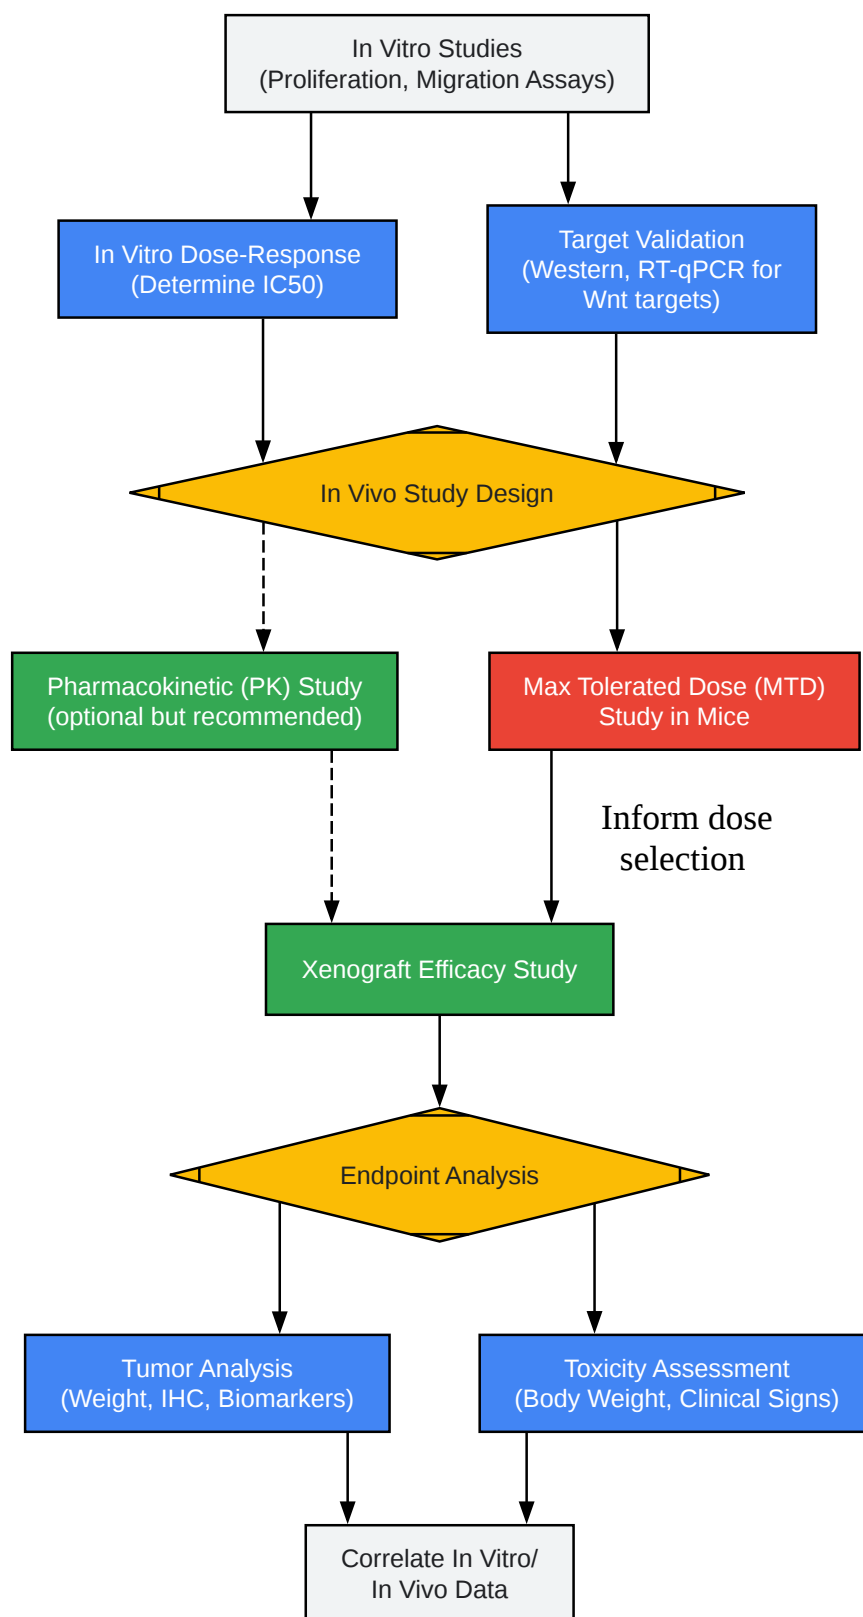 In Vitro Studies
(Proliferation, Migration Assays)
In Vitro Dose-Response
(Determine IC50)
Target Validation
(Western, RT-qPCR for
Wnt targets)
In Vivo Study Design
Pharmacokinetic (PK) Study
(optional but recommended)
Max Tolerated Dose (MTD)
Study in Mice
Inform dose
selection
Xenograft Efficacy Study
Endpoint Analysis
Tumor Analysis
(Weight, IHC, Biomarkers)
Toxicity Assessment
(Body Weight, Clinical Signs)
Correlate In Vitro/
In Vivo Data